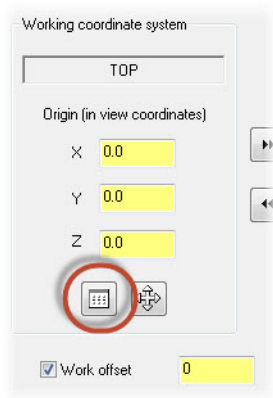 Working coordinate system
TOP
Origin (in view coordinates)
X 0.0
Y 0.0
Z 0.0
Work offset 0